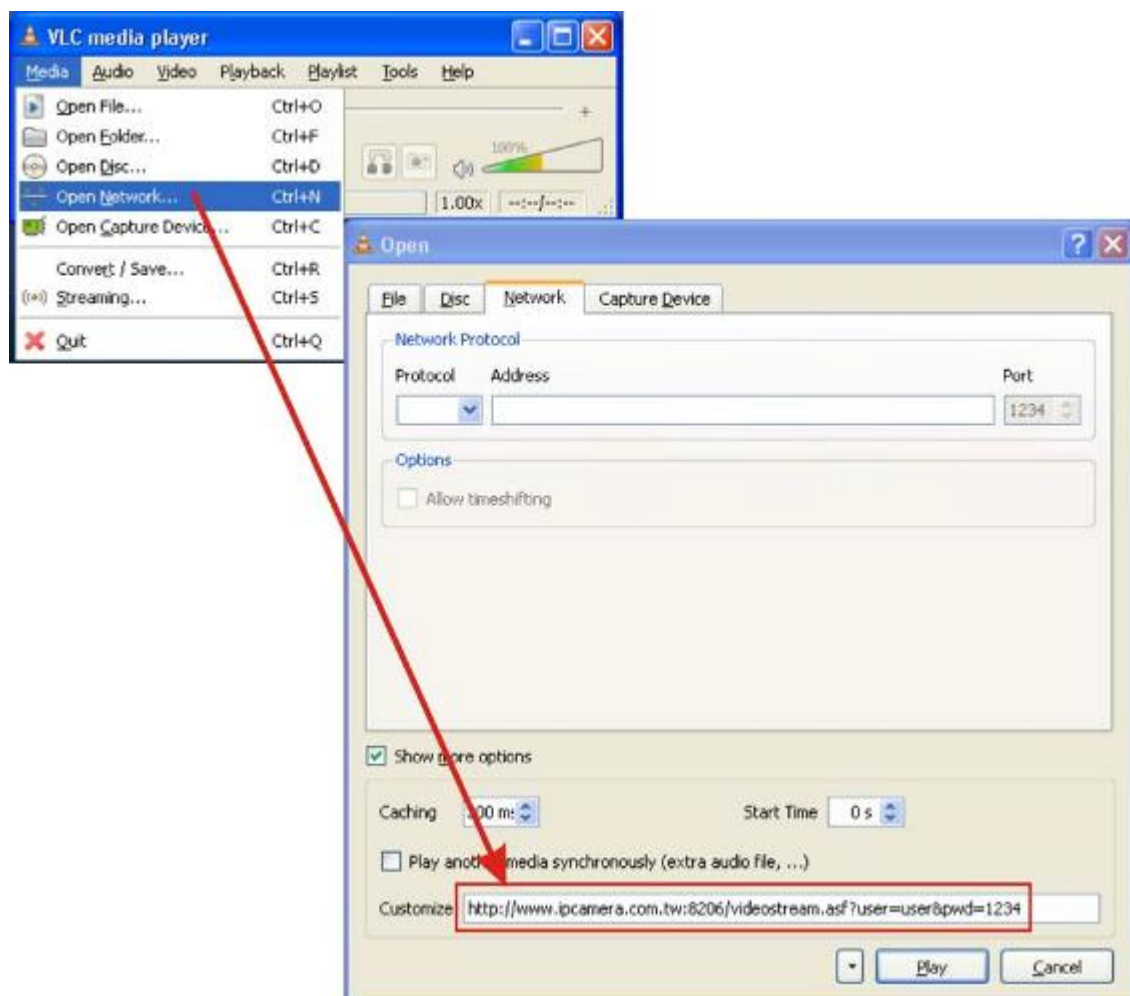 VLC media player
Media Audio Video Playback Playlist Tools Help
Open File... Ctrl+O
Open Folder... Ctrl+F
Open Disc... Ctrl+D
Open Network... Ctrl+N
Open Capture Device... Ctrl+C
Convert / Save... Ctrl+R
Streaming... Ctrl+S
Quit Ctrl+Q
100%
1.00x --:--/--:--
Open
File Disc Network Capture Device
Network Protocol
Protocol Address Port
1234
Options
Allow timeshifting
Show more options
Caching 00 ms Start Time 0 s
Play another media synchronously (extra audio file, ...)
Customize http://www.ipcamera.com.tw:8206/videostream.asf?user=user&pwd=1234
Play Cancel